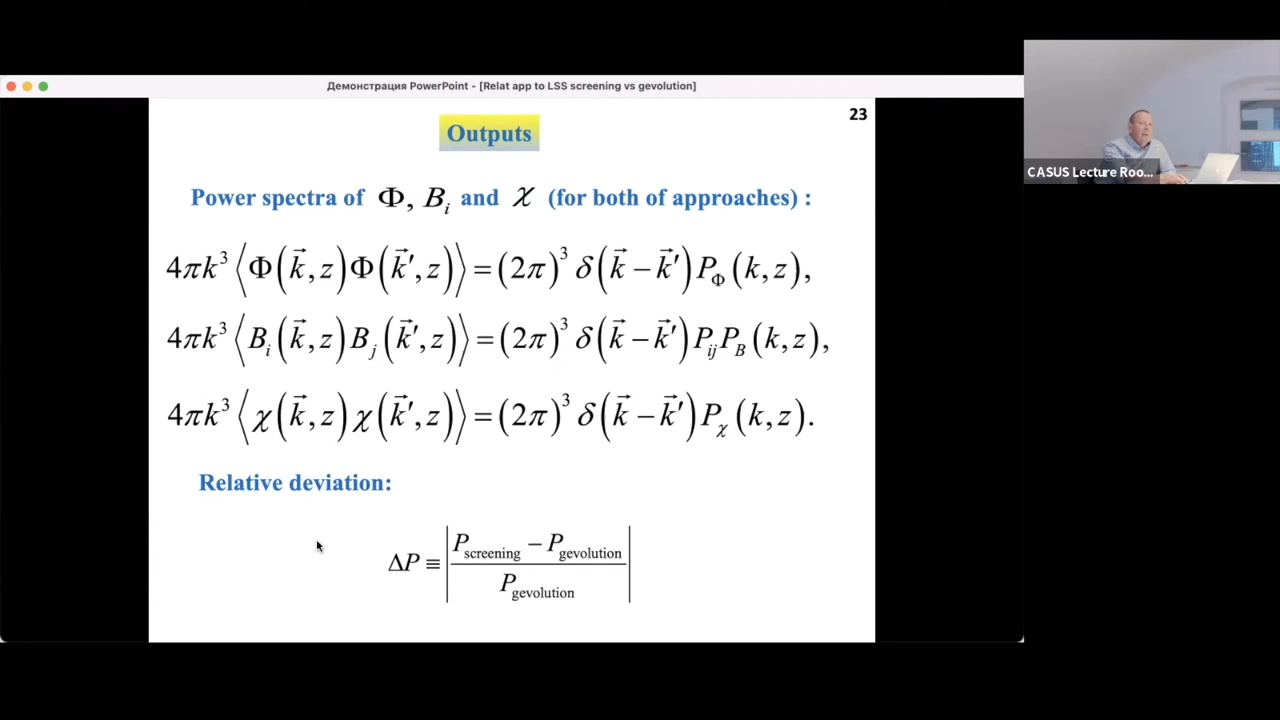 Демонстрация PowerPoint - [Relat app to LSS screening vs gevolution]
23
Outputs
Power spectra of Φ, B_i and χ (for both of approaches) :
4πk³ ⟨Φ(k⃗, z)Φ(k⃗′, z)⟩ = (2π)³ δ(k⃗ − k⃗′) P_Φ(k, z),
4πk³ ⟨B_i(k⃗, z)B_j(k⃗′, z)⟩ = (2π)³ δ(k⃗ − k⃗′) P_ij P_B(k, z),
4πk³ ⟨χ(k⃗, z)χ(k⃗′, z)⟩ = (2π)³ δ(k⃗ − k⃗′) P_χ(k, z).
Relative deviation:
ΔP ≡ |(P_screening − P_gevolution) / P_gevolution|
CASUS Lecture Roo...